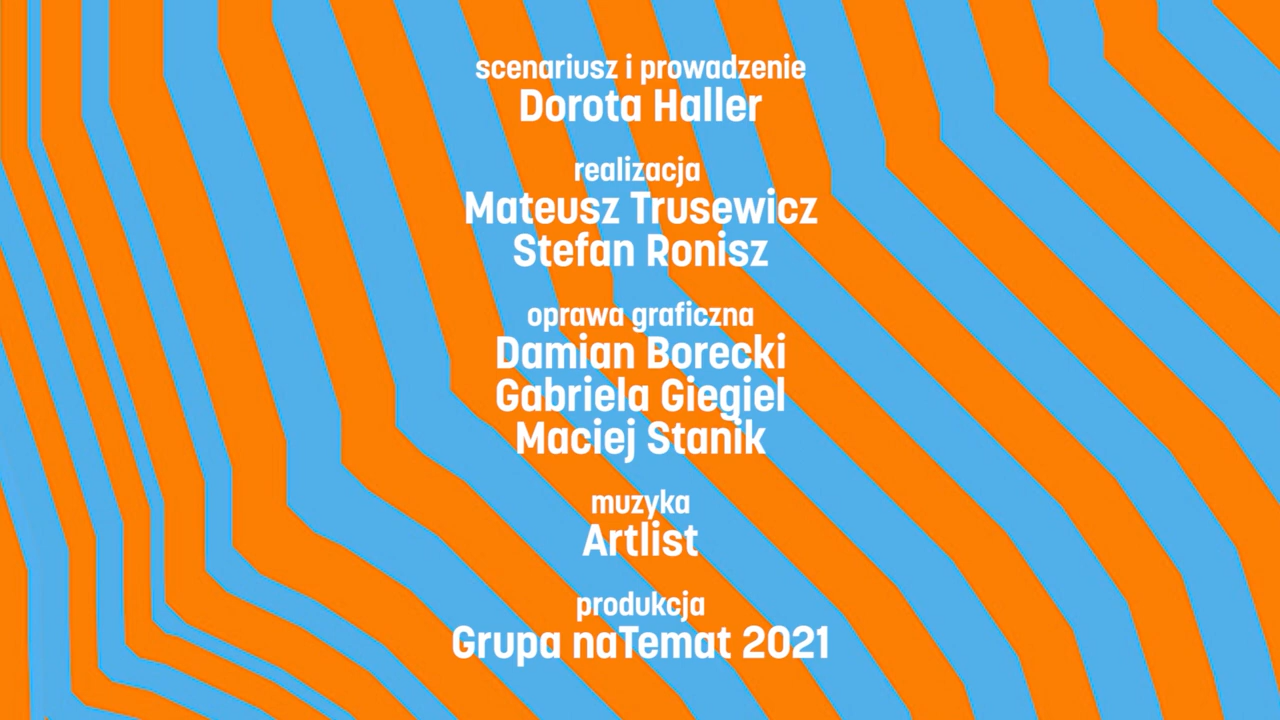 scenariusz i prowadzenie
Dorota Haller
realizacja
Mateusz Trusewicz
Stefan Ronisz
oprawa graficzna
Damian Borecki
Gabriela Giegiel
Maciej Stanik
muzyka
Artlist
produkcja
Grupa naTemat 2021